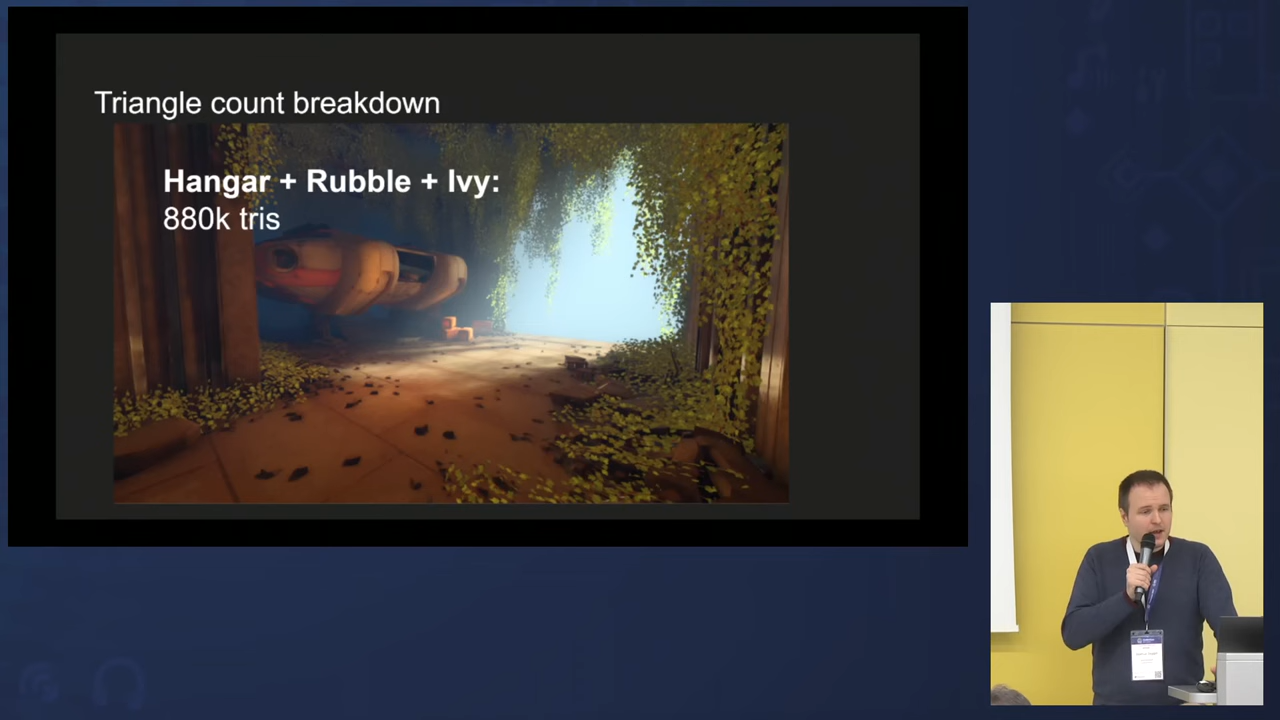 Triangle count breakdown
Hangar + Rubble + Ivy:
880k tris